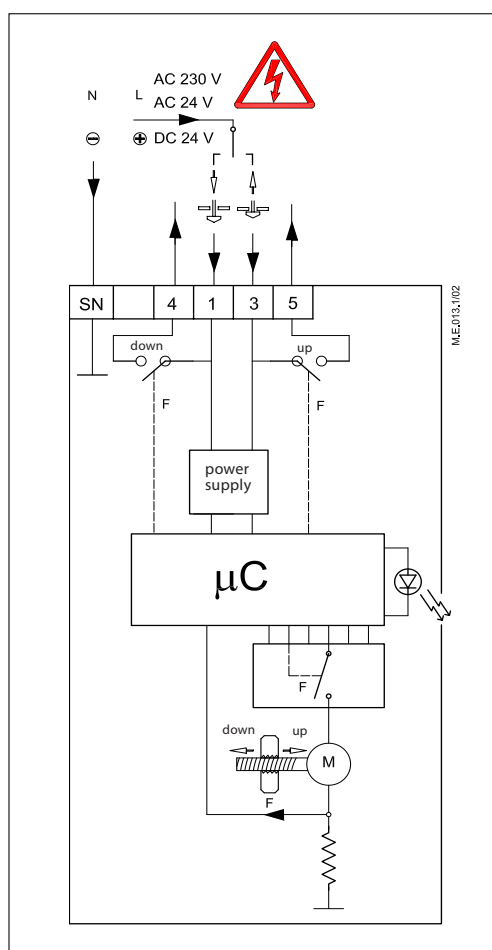 AC 230 V
N L AC 24 V
⊖ ⊕ DC 24 V
SN 4 1 3 5
M.E.013.1/02
down up
F F
power
supply
μC
F
down up
M
F